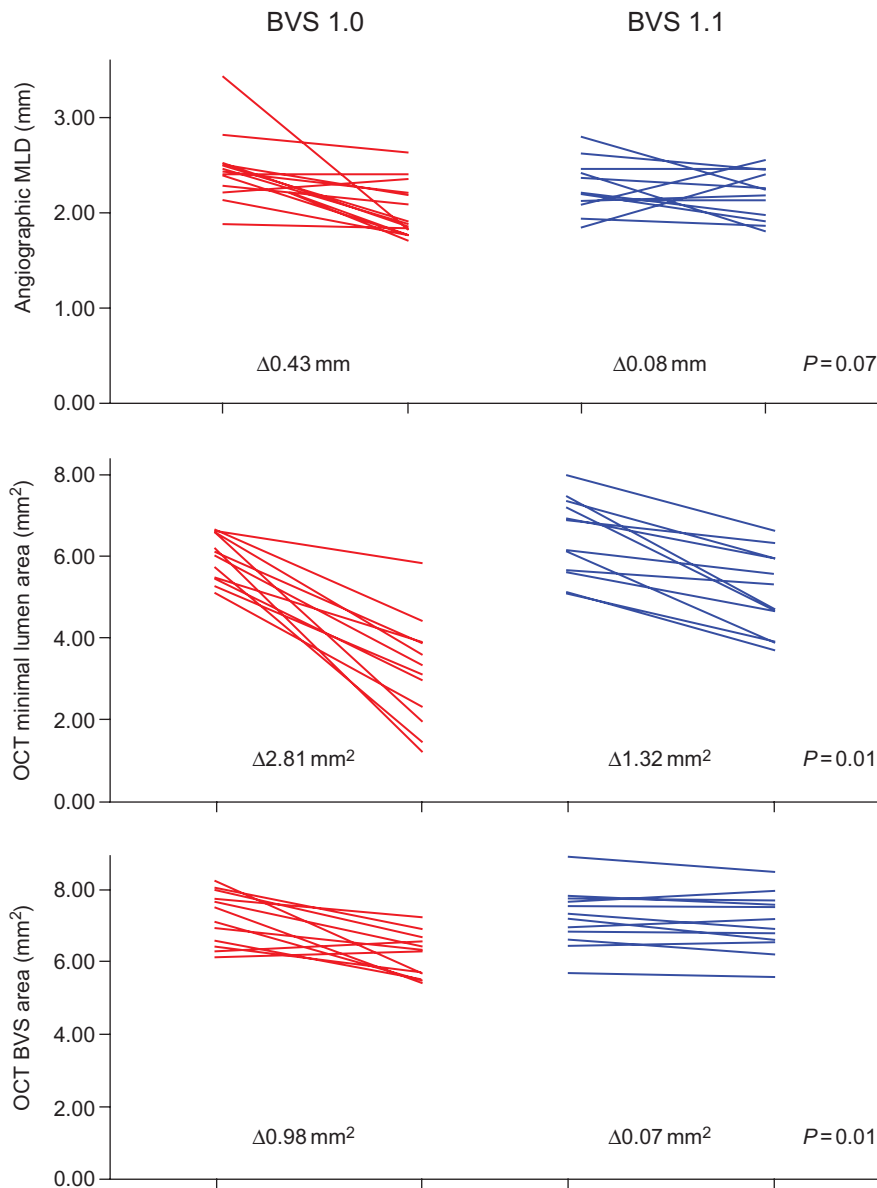 BVS 1.0 BVS 1.1
Angiographic MLD (mm)
3.00
2.00
1.00
0.00
Δ0.43 mm Δ0.08 mm P = 0.07
OCT minimal lumen area (mm²)
8.00
6.00
4.00
2.00
0.00
Δ2.81 mm² Δ1.32 mm² P = 0.01
OCT BVS area (mm²)
8.00
6.00
4.00
2.00
0.00
Δ0.98 mm² Δ0.07 mm² P = 0.01